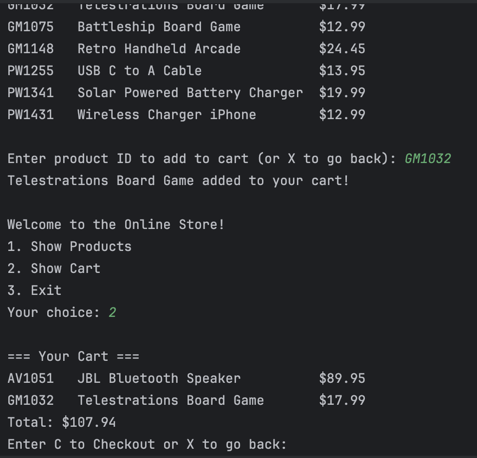 GM1032   Telestrations Board Game       $17.99
GM1075   Battleship Board Game          $12.99
GM1148   Retro Handheld Arcade          $24.45
PW1255   USB C to A Cable               $13.95
PW1341   Solar Powered Battery Charger  $19.99
PW1431   Wireless Charger iPhone        $12.99

Enter product ID to add to cart (or X to go back): GM1032
Telestrations Board Game added to your cart!

Welcome to the Online Store!
1. Show Products
2. Show Cart
3. Exit
Your choice: 2

=== Your Cart ===
AV1051   JBL Bluetooth Speaker          $89.95
GM1032   Telestrations Board Game       $17.99
Total: $107.94
Enter C to Checkout or X to go back: